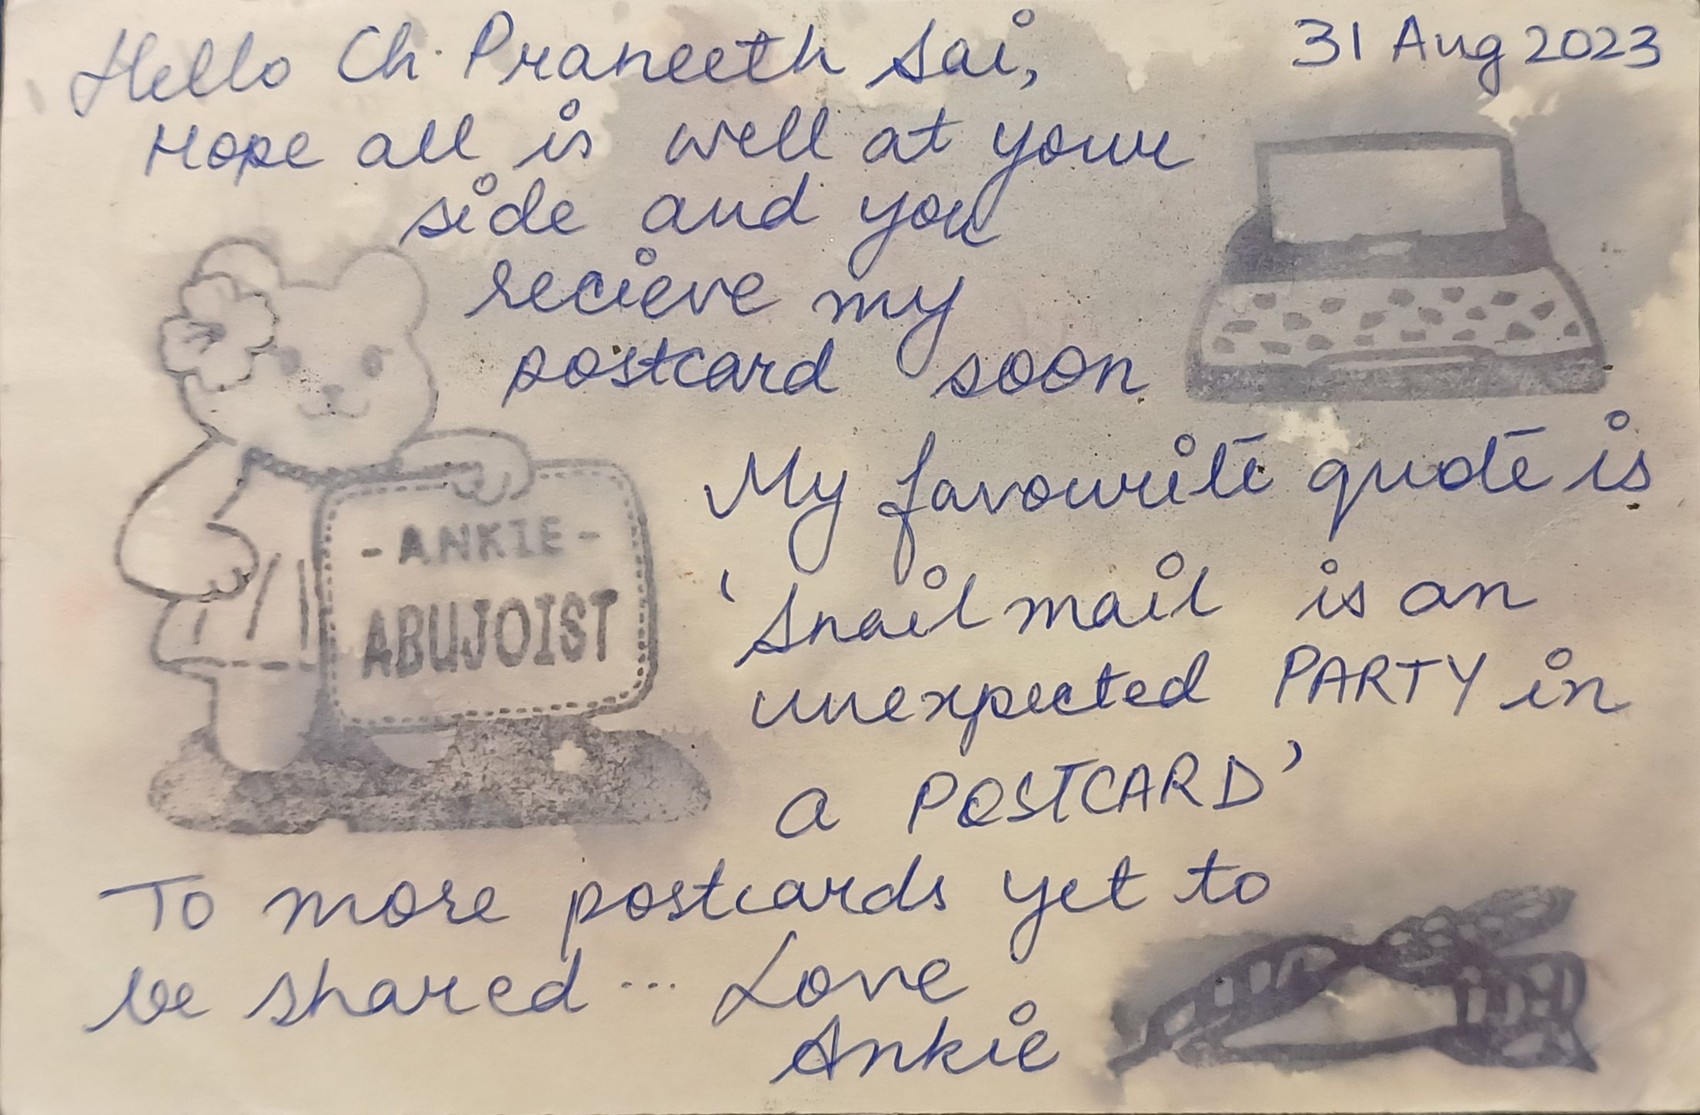 Hello Ch. Praneeth Sai,
31 Aug 2023
Hope all is well at your
side and you
recieve my
postcard soon
- ANKIE -
ABUJOIST
My favourite quote is
'Snail mail is an
unexpected PARTY in
a POSTCARD'
To more postcards yet to
be shared... Love
Ankie